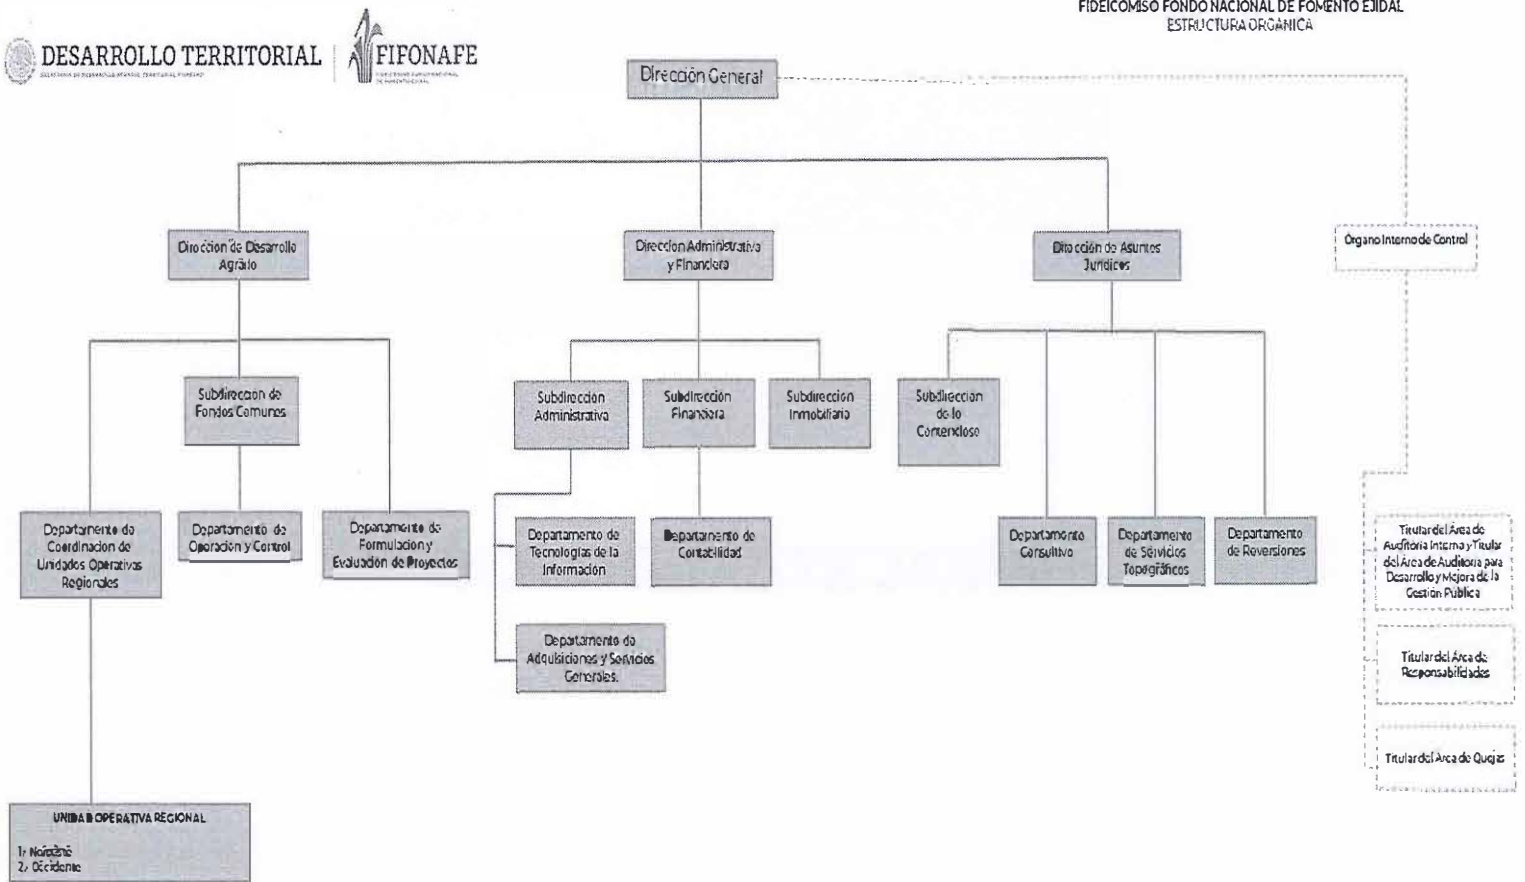 FIDEICOMISO FONDO NACIONAL DE FOMENTO EJIDAL
ESTRUCTURA ORGÁNICA
DESARROLLO TERRITORIAL
FIFONAFE
Dirección General
Dirección de Desarrollo
Agrario
Dirección Administrativa
y Financiera
Dirección de Asuntos
Jurídicos
Órgano Interno de Control
Subdirección de
Fondos Comunes
Subdirección
Administrativa
Subdirección
Financiera
Subdirección
Inmobiliaria
Subdirección
de lo
Contencioso
Departamento de
Coordinación de
Unidades Operativas
Regionales
Departamento de
Operación y Control
Departamento de
Formulación y
Evaluación de Proyectos
Departamento de
Tecnologías de la
Información
Departamento de
Contabilidad
Departamento
Consultivo
Departamento
de Servicios
Topográficos
Departamento
de Reversiones
Titular del Área de
Auditoría Interna y Titular
del Área de Auditoría para
Desarrollo y Mejora de la
Gestión Pública
Departamento de
Adquisiciones y Servicios
Generales.
Titular del Área de
Responsabilidades
Titular del Área de Quejas
UNIDAD OPERATIVA REGIONAL
1/
2/ Occidente